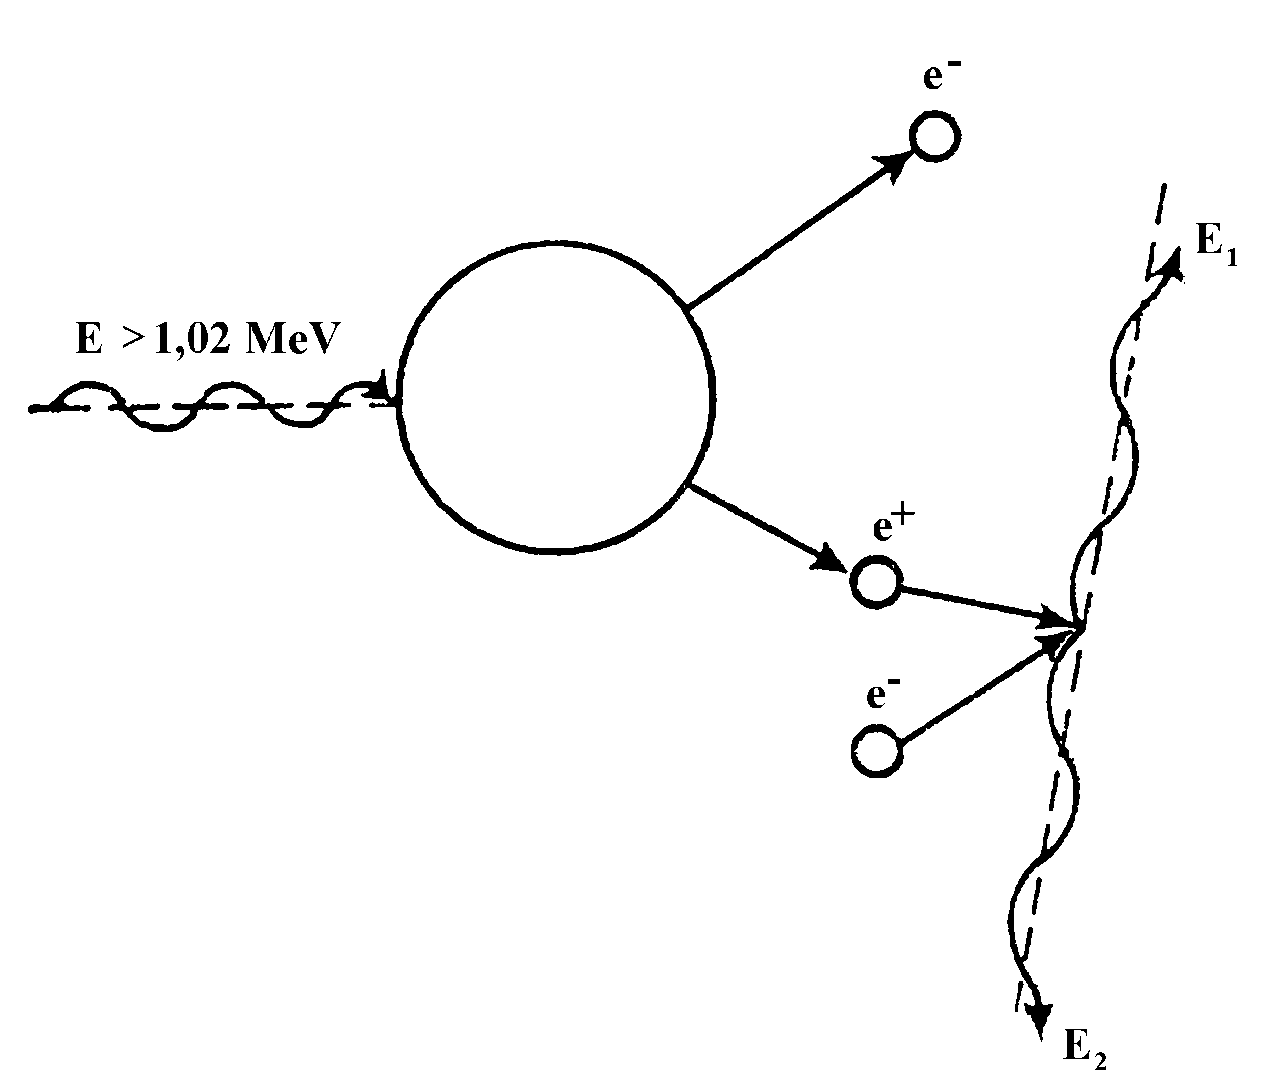 e⁻
E₁
E > 1,02 MeV
e⁺
e⁻
E₂